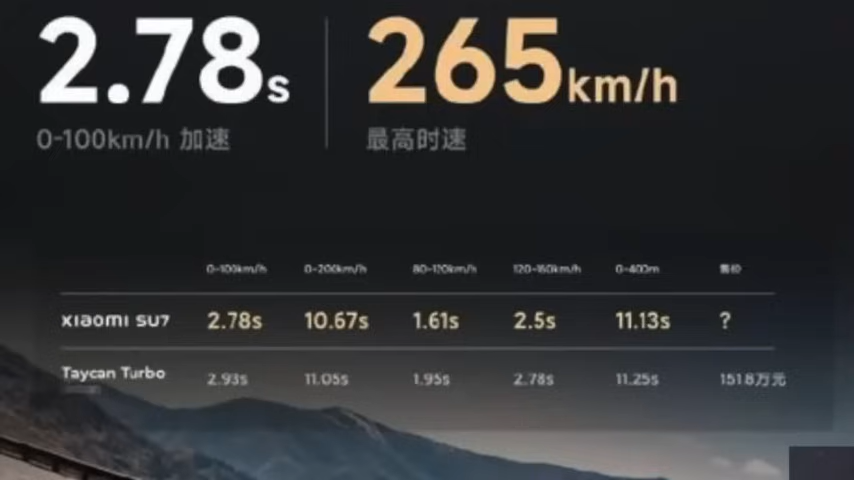 2.78s
265km/h
0-100km/h 加速
最高时速
0-100km/h 0-200km/h 80-120km/h 120-160km/h 0-400m 售价
XIAOMI SU7 2.78s 10.67s 1.61s 2.5s 11.13s ?
Taycan Turbo 2.93s 11.05s 1.95s 2.78s 11.25s 151.8万元